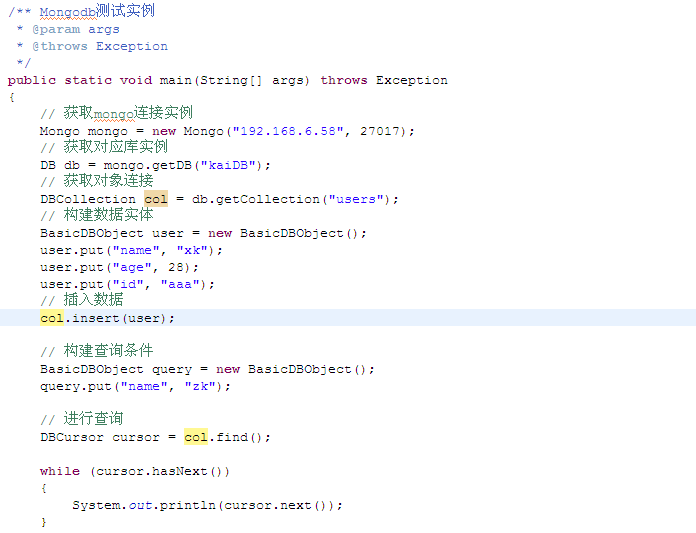 /** Mongodb测试实例
 * @param args
 * @throws Exception
 */
public static void main(String[] args) throws Exception
{
    // 获取mongo连接实例
    Mongo mongo = new Mongo("192.168.6.58", 27017);
    // 获取对应库实例
    DB db = mongo.getDB("kaiDB");
    // 获取对象连接
    DBCollection col = db.getCollection("users");
    // 构建数据实体
    BasicDBObject user = new BasicDBObject();
    user.put("name", "xk");
    user.put("age", 28);
    user.put("id", "aaa");
    // 插入数据
    col.insert(user);
    // 构建查询条件
    BasicDBObject query = new BasicDBObject();
    query.put("name", "zk");
    // 进行查询
    DBCursor cursor = col.find();
    while (cursor.hasNext())
    {
        System.out.println(cursor.next());
    }